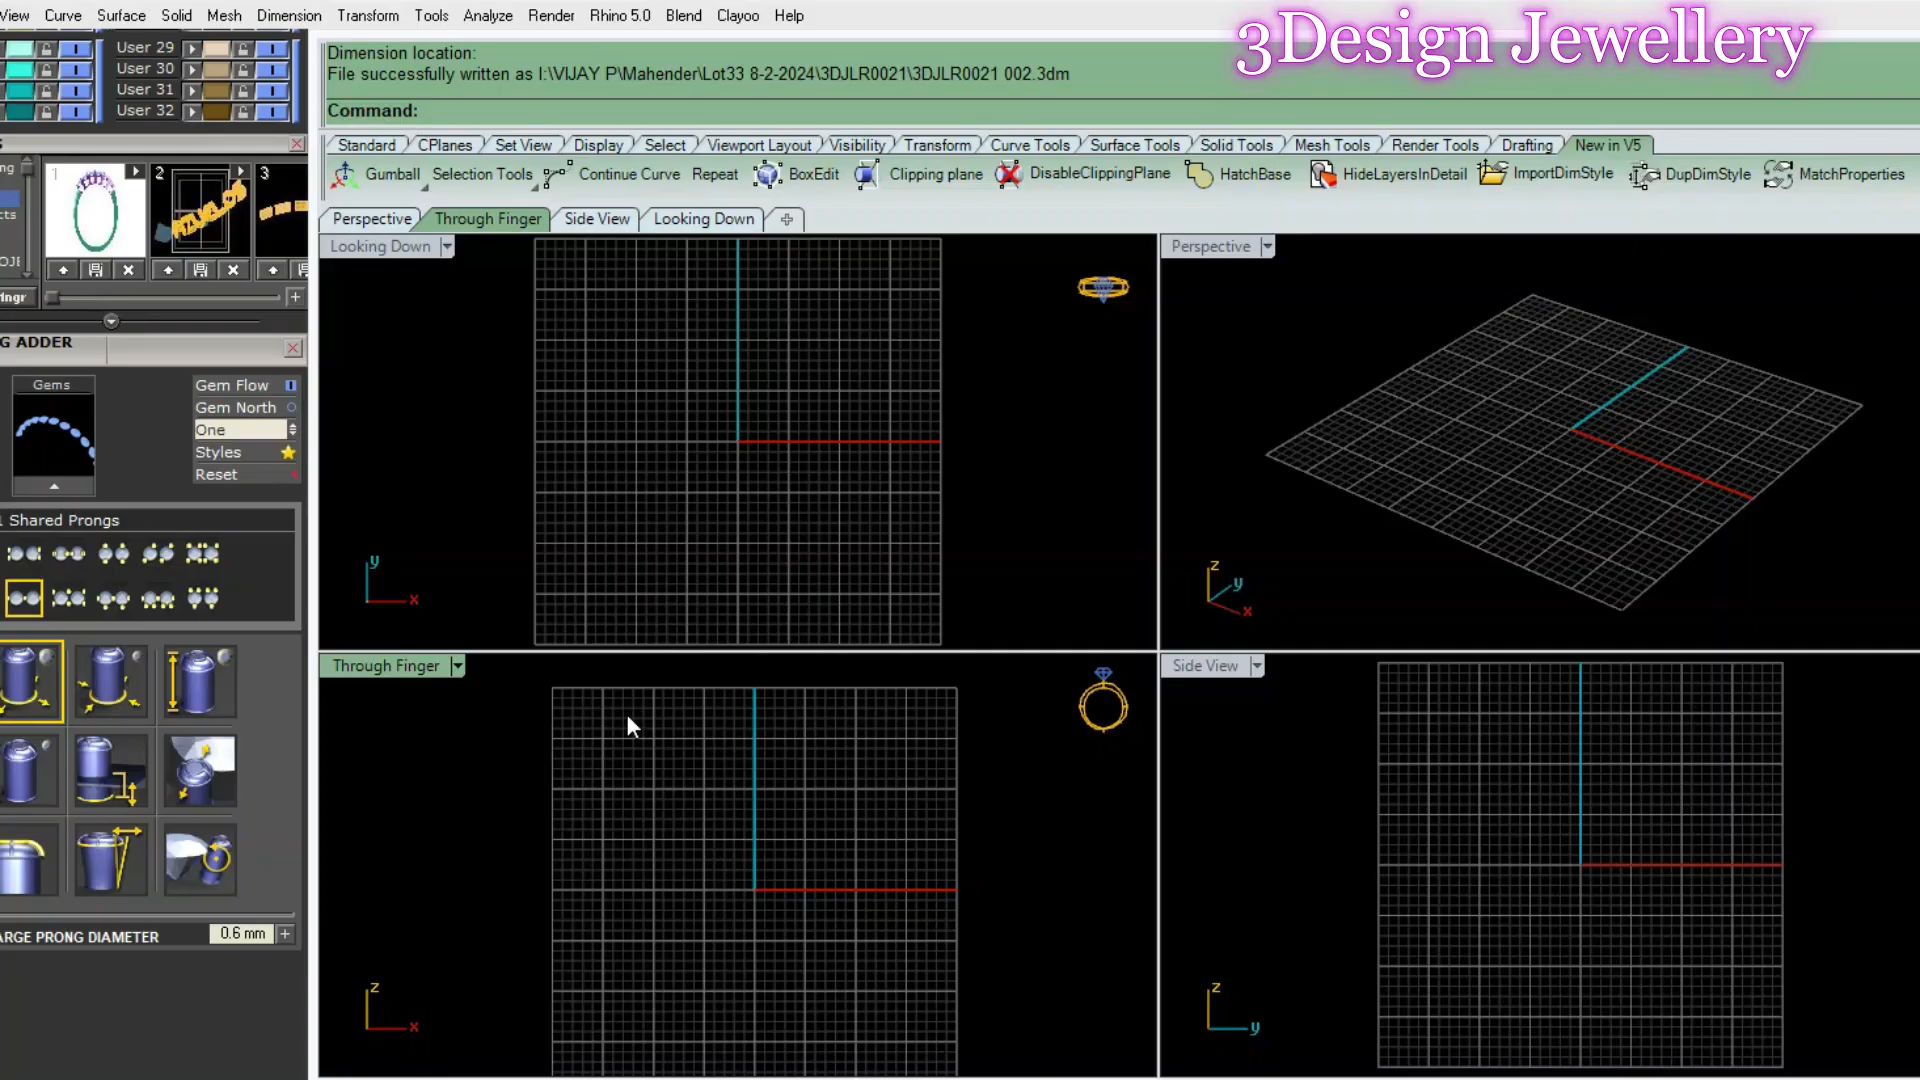 View Curve Surface Solid Mesh Dimension Transform Tools Analyze Render Rhino 5.0 Blend Clayoo Help
3Design Jewellery
User 29
User 30
User 31
User 32
Dimension location:
File successfully written as I:\VIJAY P\Mahender\Lot33 8-2-2024\3DJLR0021\3DJLR0021 002.3dm
Command:
Standard CPlanes Set View Display Select Viewport Layout Visibility Transform Curve Tools Surface Tools Solid Tools Mesh Tools Render Tools Drafting New in V5
Gumball Selection Tools Continue Curve Repeat BoxEdit Clipping plane DisableClippingPlane HatchBase HideLayersInDetail ImportDimStyle DupDimStyle MatchProperties
Perspective Through Finger Side View Looking Down
1 2 3
Looking Down
Perspective
G ADDER
Gems
Gem Flow
Gem North
One
Styles
Reset
Shared Prongs
y
x
z
y
x
Through Finger
Side View
ARGE PRONG DIAMETER 0.6 mm
z
x
z
y